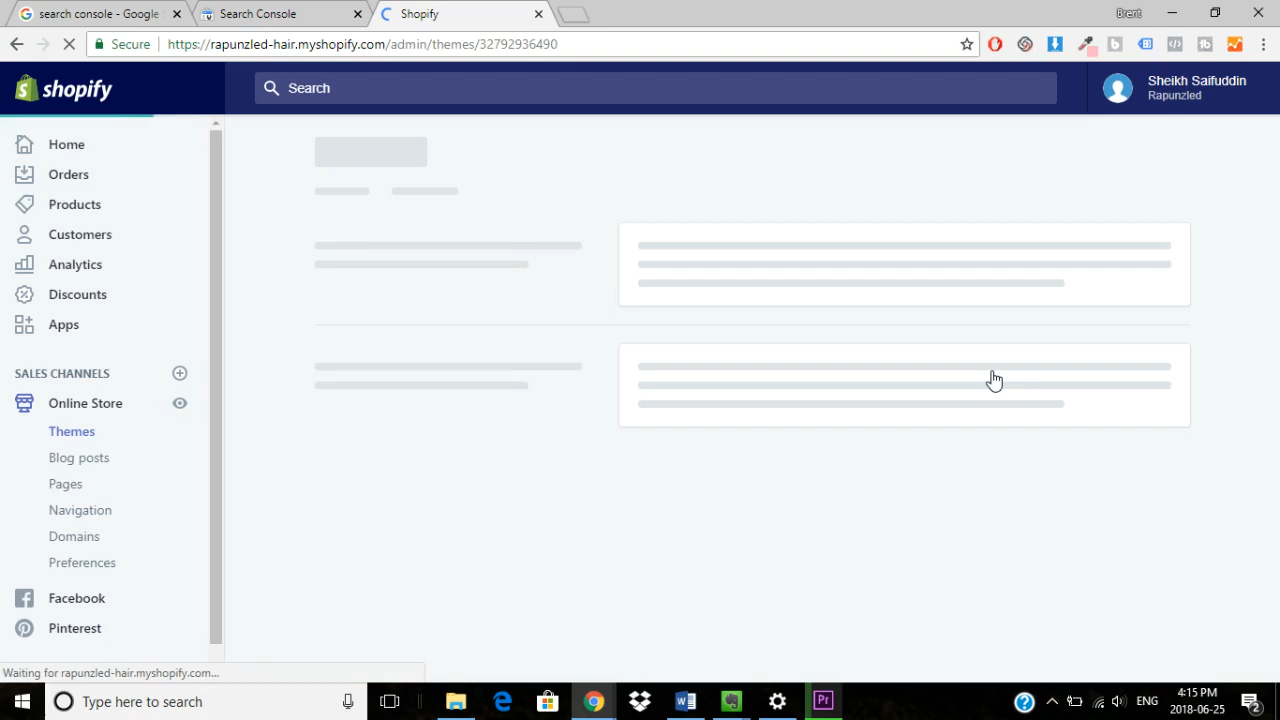 search console - Google
Search Console
Shopify
Brent
Secure
https://rapunzled-hair.myshopify.com/admin/themes/32792936490
shopify
Search
Sheikh Saifuddin
Rapunzled
Home
Orders
Products
Customers
Analytics
Discounts
Apps
SALES CHANNELS
Online Store
Themes
Blog posts
Pages
Navigation
Domains
Preferences
Facebook
Pinterest
Waiting for rapunzled-hair.myshopify.com...
Type here to search
Pr
ENG
4:15 PM
2018-06-25
2